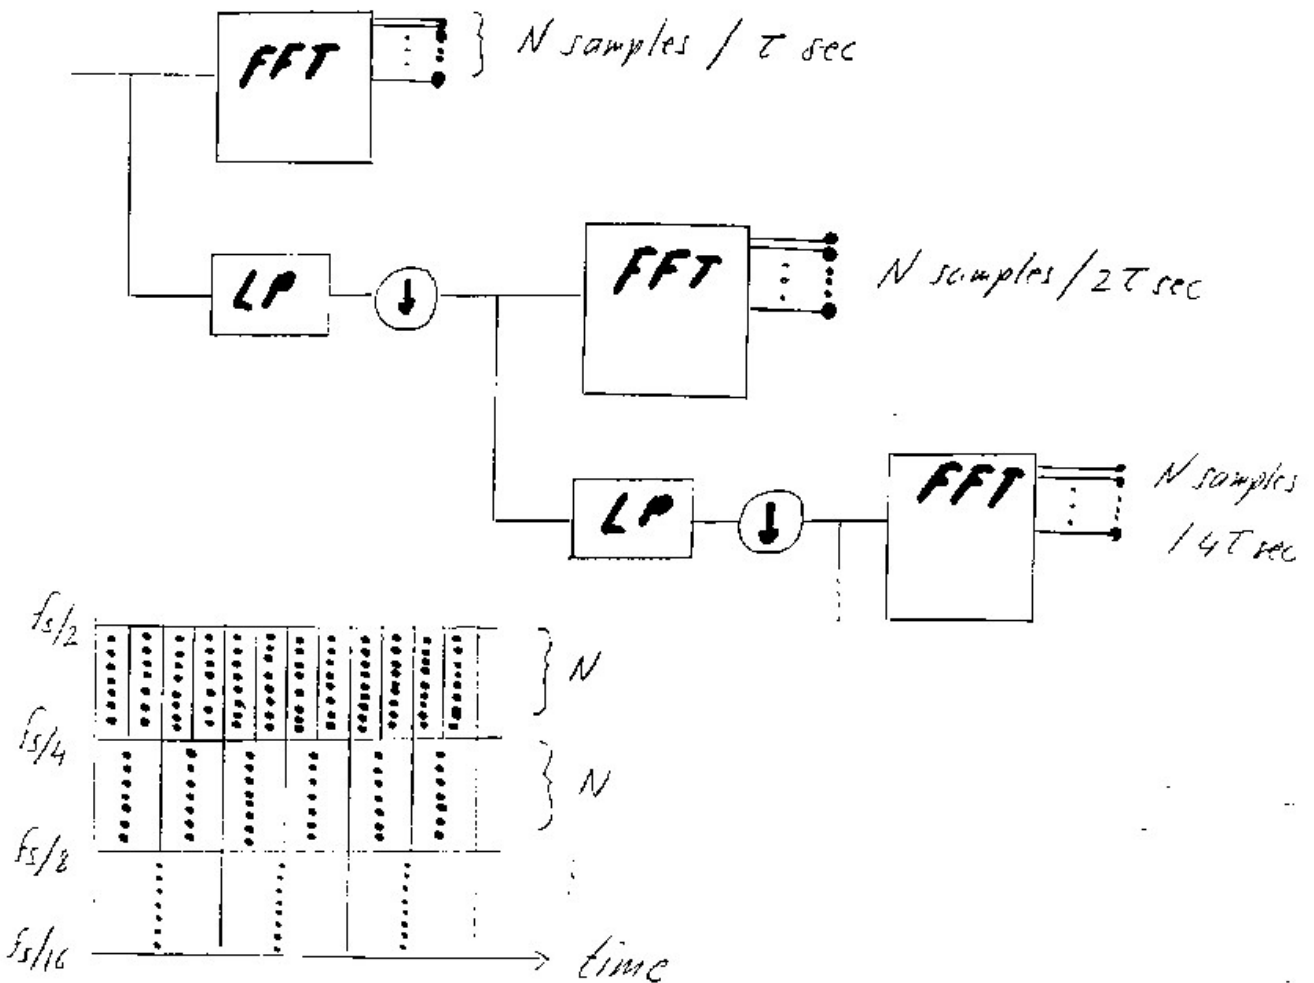 FFT
N samples / τ sec
LP
FFT
N samples / 2τ sec
LP
FFT
N samples
/ 4τ sec
fs/2
N
fs/4
N
fs/8
fs/16
time